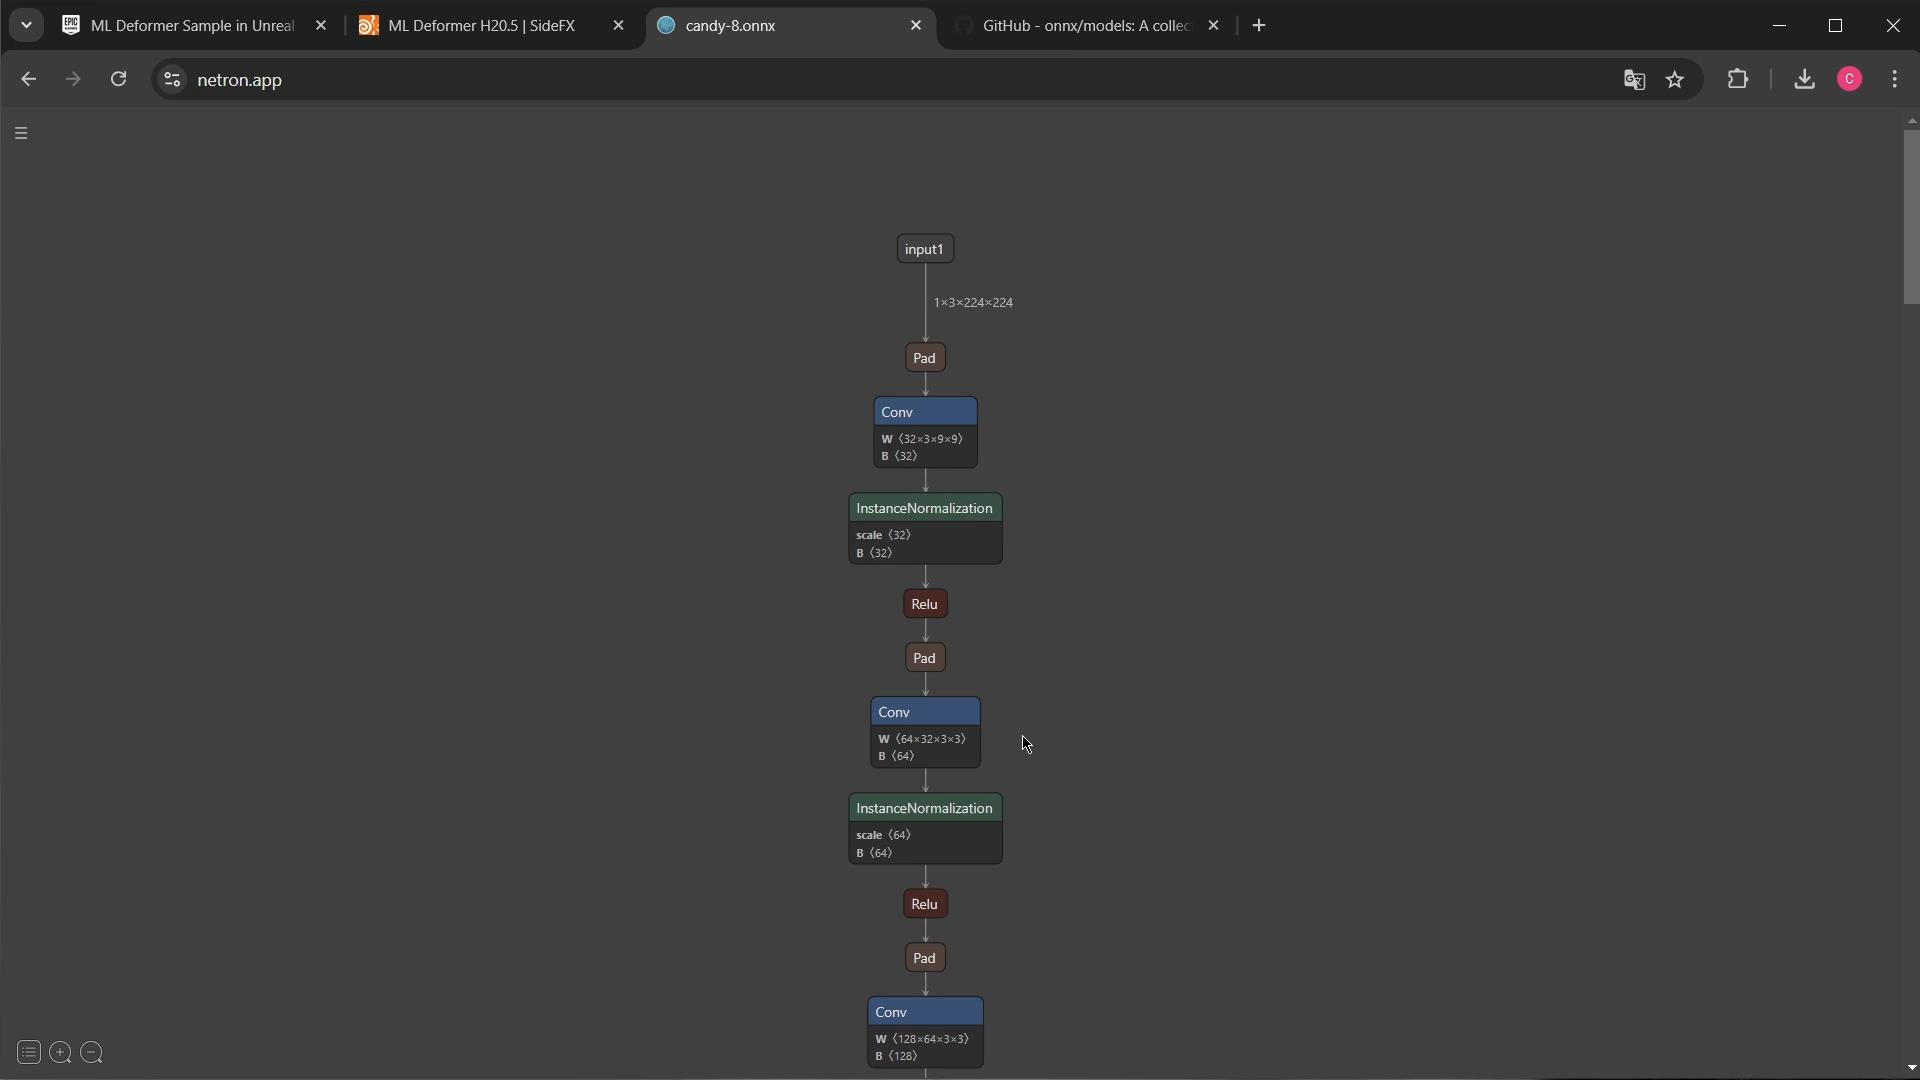 EPIC GAMES
ML Deformer Sample in Unreal
ML Deformer H20.5 | SideFX
candy-8.onnx
GitHub - onnx/models: A collec
netron.app
C
input1
1×3×224×224
Pad
Conv
W ⟨32×3×9×9⟩
B ⟨32⟩
InstanceNormalization
scale ⟨32⟩
B ⟨32⟩
Relu
Pad
Conv
W ⟨64×32×3×3⟩
B ⟨64⟩
InstanceNormalization
scale ⟨64⟩
B ⟨64⟩
Relu
Pad
Conv
W ⟨128×64×3×3⟩
B ⟨128⟩